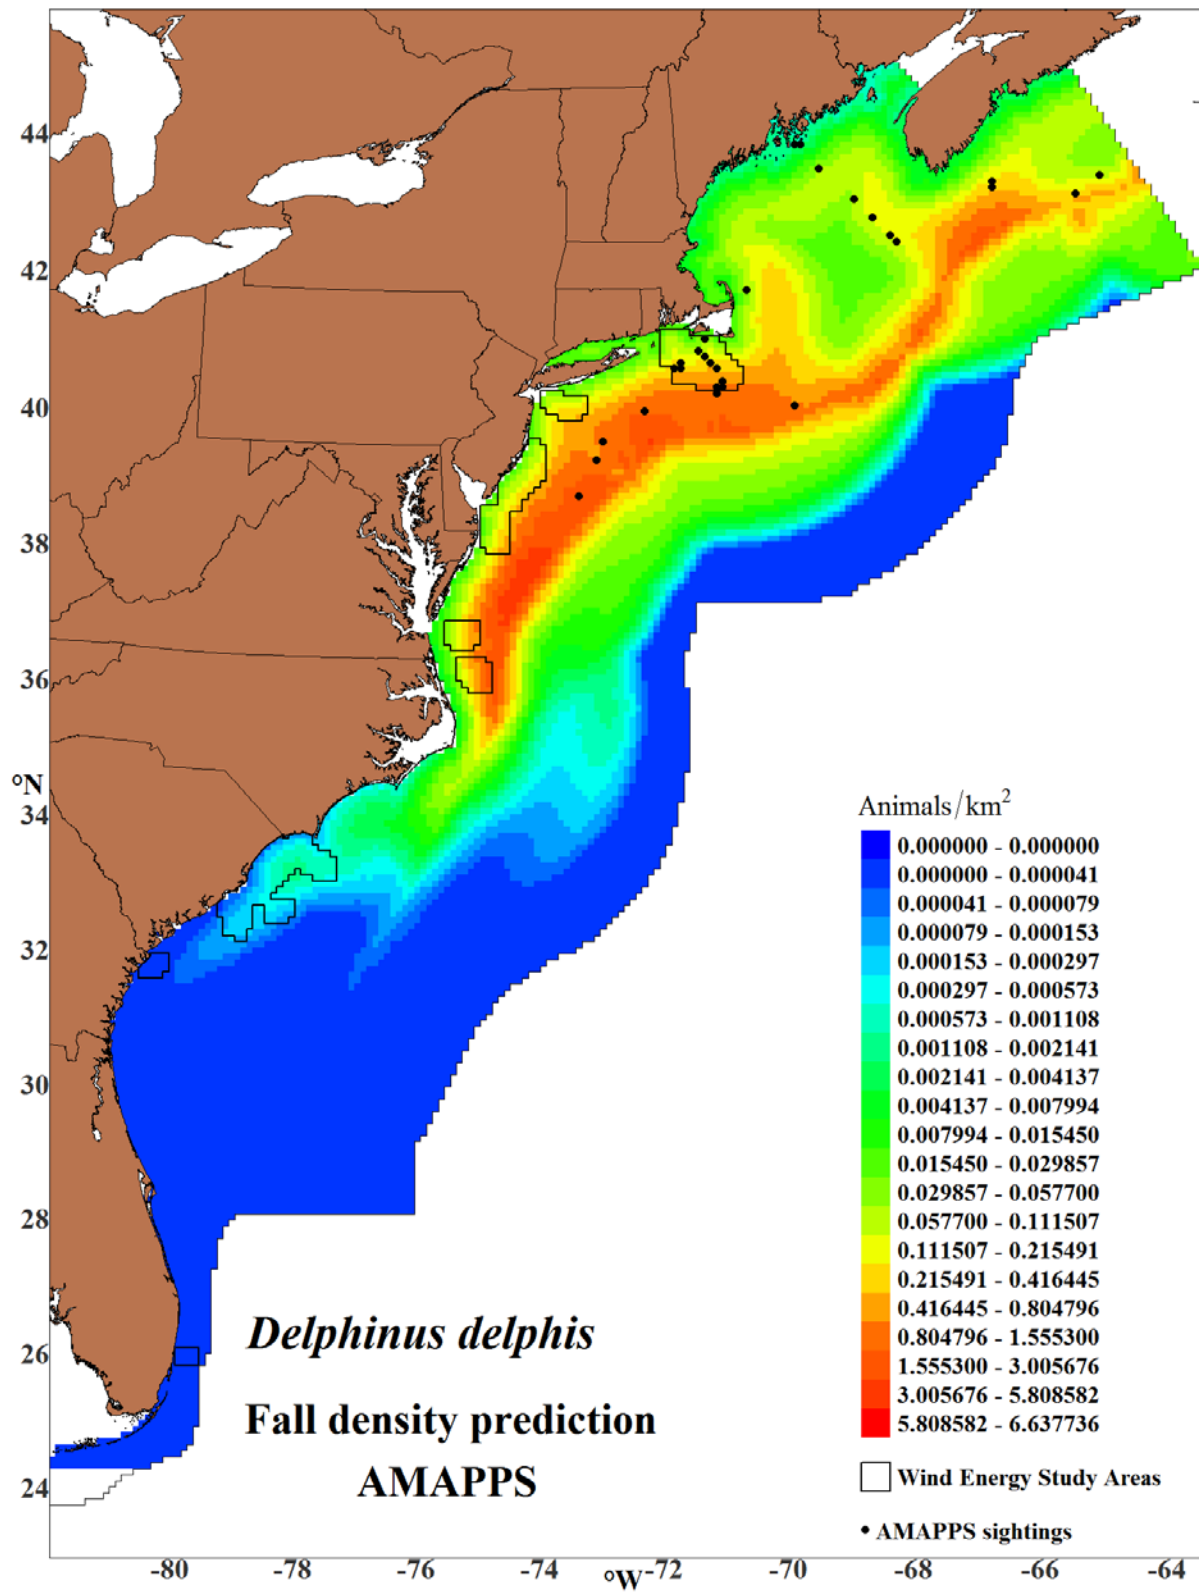 44
42
40
38
36
°N
34
32
30
28
26
24
Animals/km²
0.000000 - 0.000000
0.000000 - 0.000041
0.000041 - 0.000079
0.000079 - 0.000153
0.000153 - 0.000297
0.000297 - 0.000573
0.000573 - 0.001108
0.001108 - 0.002141
0.002141 - 0.004137
0.004137 - 0.007994
0.007994 - 0.015450
0.015450 - 0.029857
0.029857 - 0.057700
0.057700 - 0.111507
0.111507 - 0.215491
0.215491 - 0.416445
0.416445 - 0.804796
0.804796 - 1.555300
1.555300 - 3.005676
3.005676 - 5.808582
5.808582 - 6.637736
Wind Energy Study Areas
AMAPPS sightings
Delphinus delphis
Fall density prediction
AMAPPS
-80 -78 -76 -74 °W -72 -70 -68 -66 -64